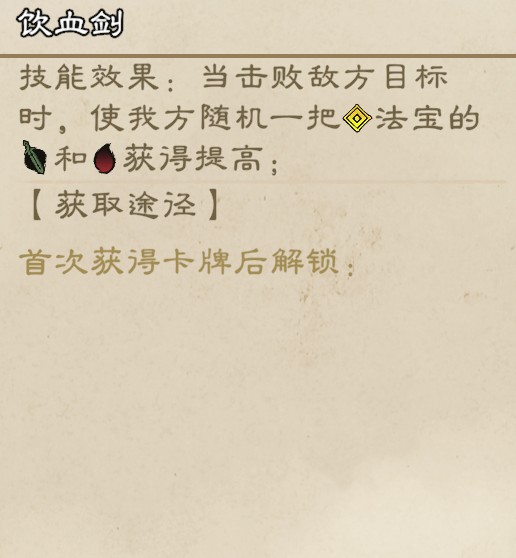 饮血剑
技能效果：当击败敌方目标
时，使我方随机一把法宝的
和获得提高；
【获取途径】
首次获得卡牌后解锁；